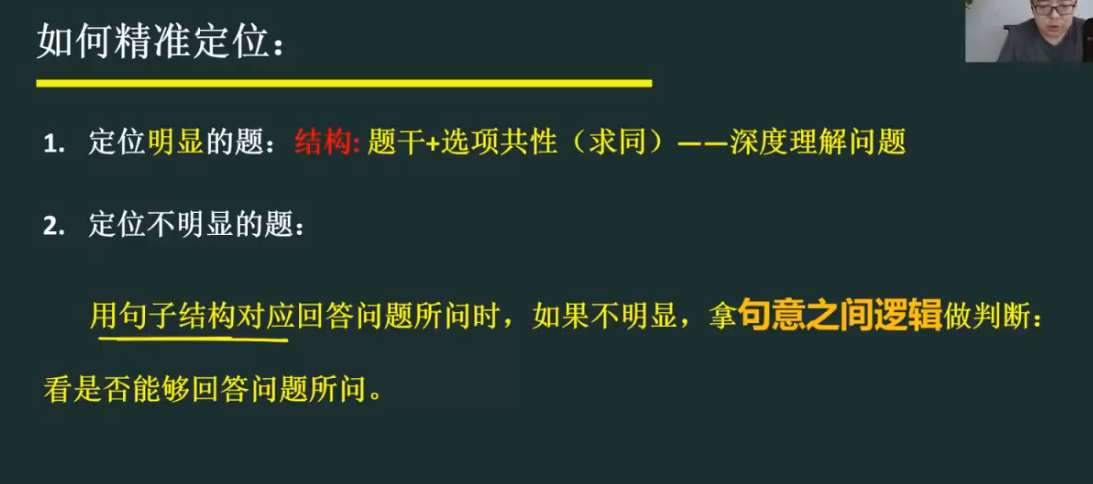 如何精准定位：
1. 定位明显的题：结构: 题干+选项共性（求同）——深度理解问题
2. 定位不明显的题：
用句子结构对应回答问题所问时，如果不明显，拿句意之间逻辑做判断：
看是否能够回答问题所问。